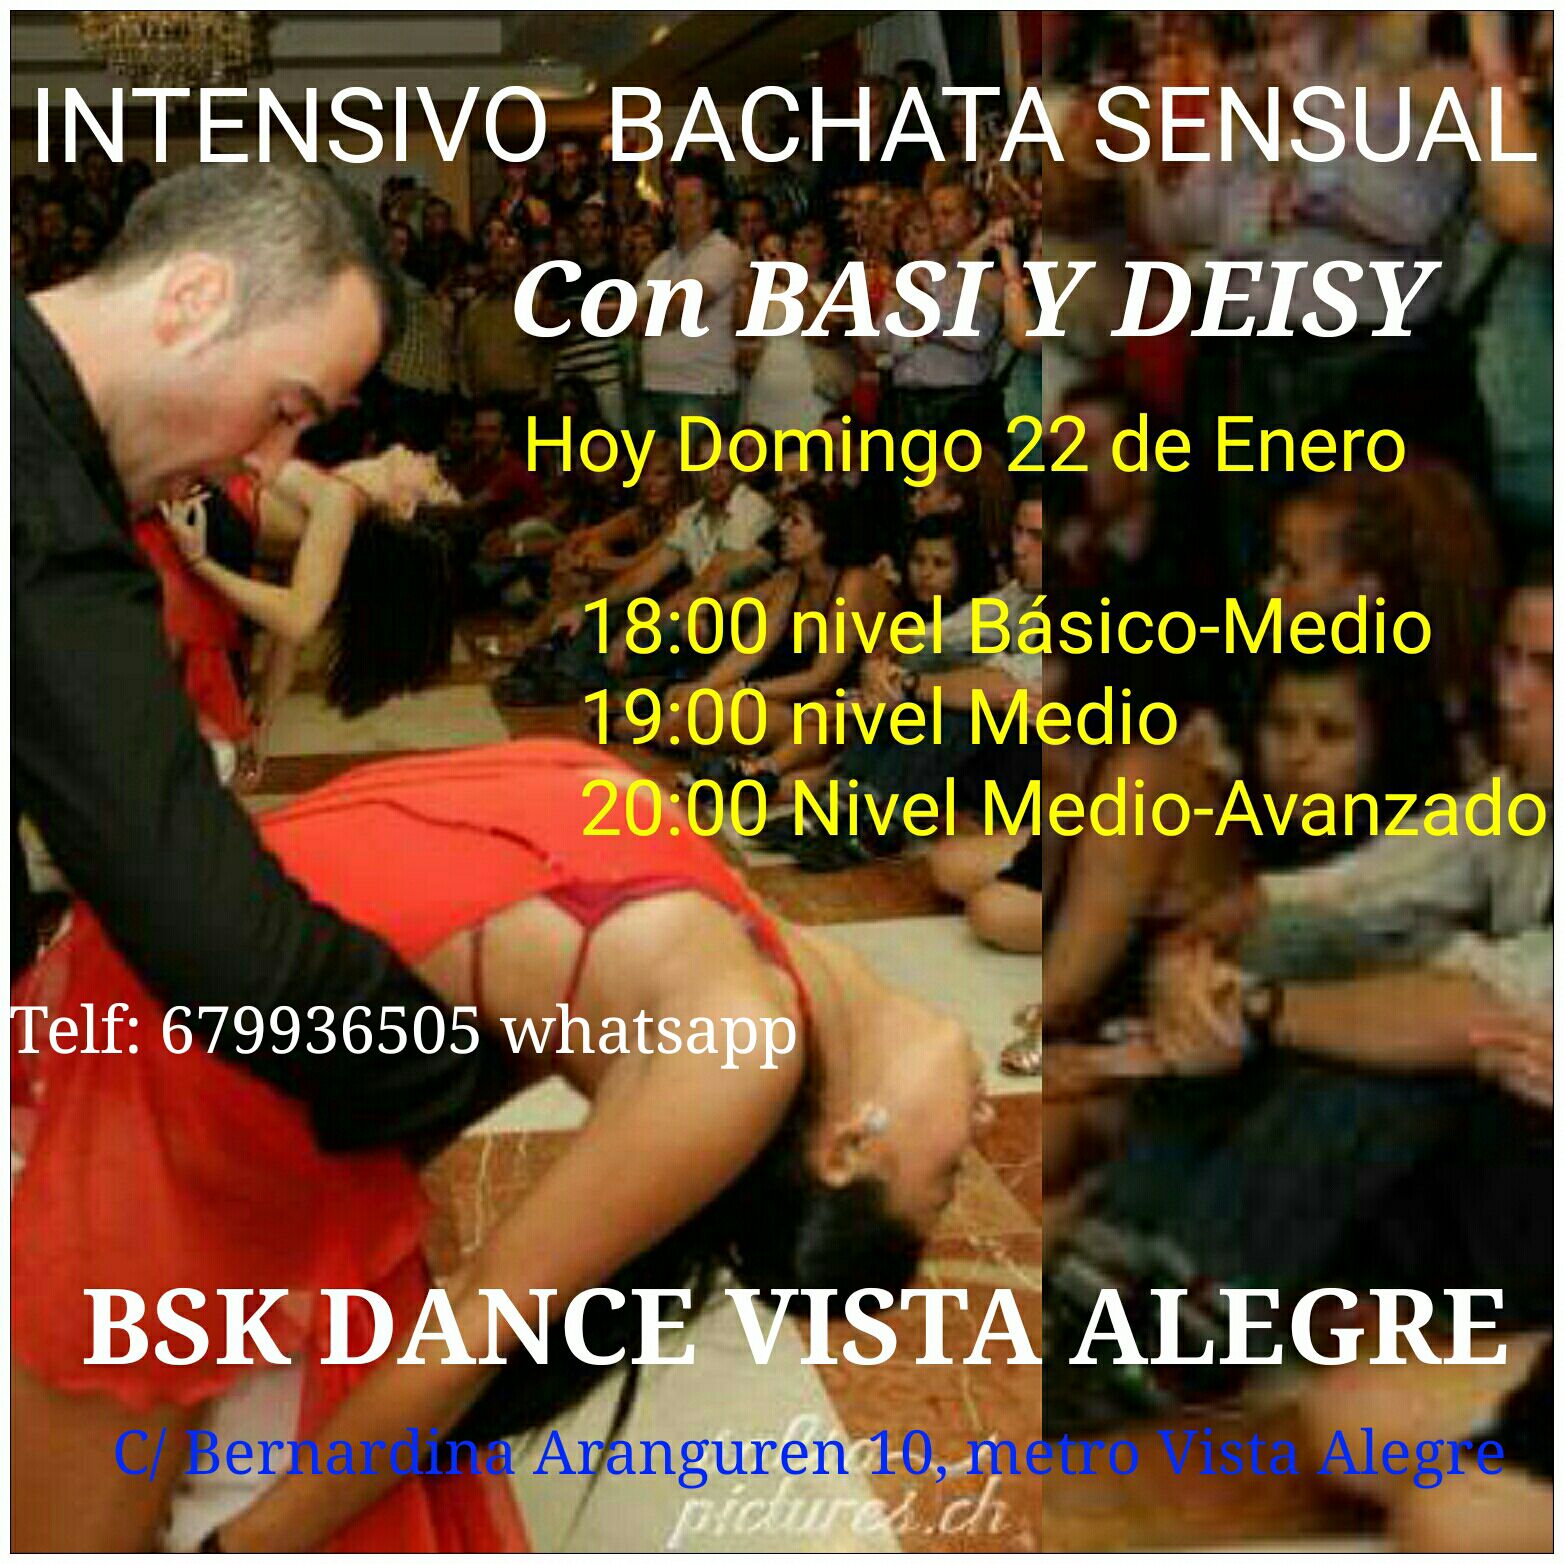 INTENSIVO BACHATA SENSUAL
Con BASI Y DEISY
Hoy Domingo 22 de Enero
18:00 nivel Básico-Medio
19:00 nivel Medio
20:00 Nivel Medio-Avanzado
Telf: 679936505 whatsapp
BSK DANCE VISTA ALEGRE
C/ Bernardina Aranguren 10, metro Vista Alegre
pictures.ch